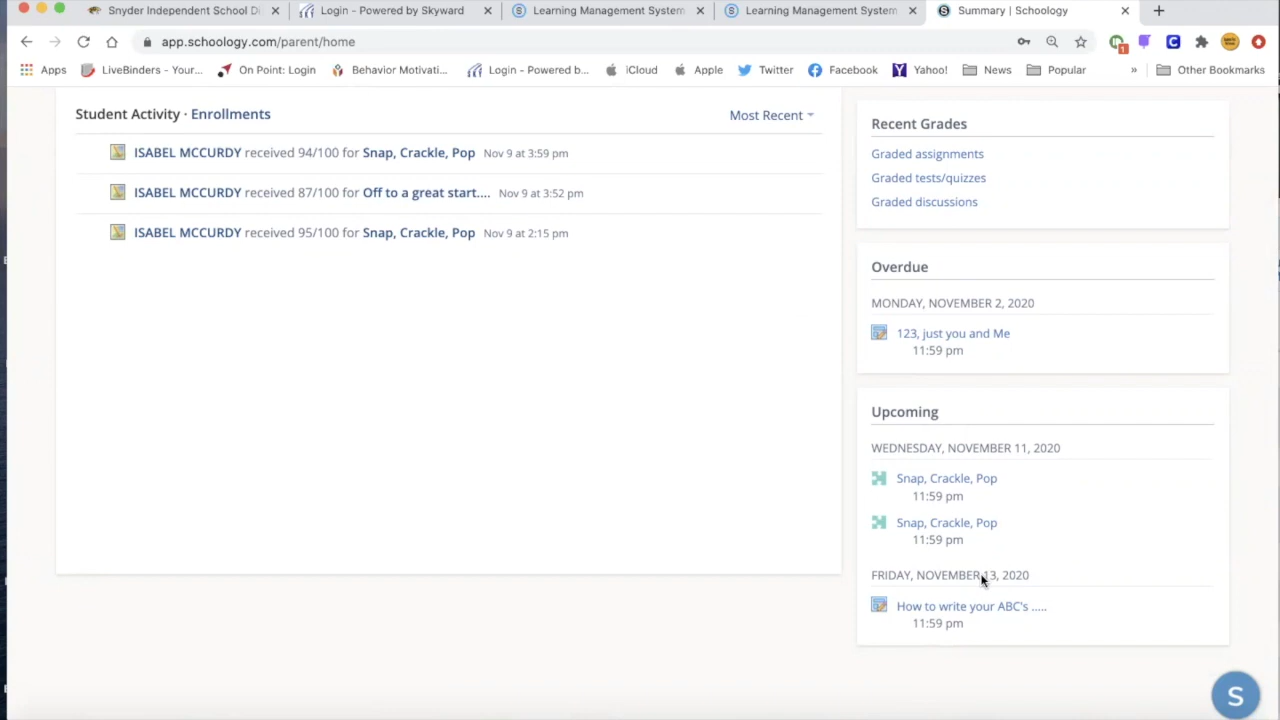 Snyder Independent School Di
Login - Powered by Skyward
Learning Management System
Learning Management System
Summary | Schoology
app.schoology.com/parent/home
1
Apps
LiveBinders - Your...
On Point: Login
Behavior Motivati...
Login - Powered b...
iCloud
Apple
Twitter
Facebook
Yahoo!
News
Popular
»
Other Bookmarks
Student Activity · Enrollments
Most Recent
ISABEL MCCURDY received 94/100 for Snap, Crackle, Pop Nov 9 at 3:59 pm
ISABEL MCCURDY received 87/100 for Off to a great start.... Nov 9 at 3:52 pm
ISABEL MCCURDY received 95/100 for Snap, Crackle, Pop Nov 9 at 2:15 pm
Recent Grades
Graded assignments
Graded tests/quizzes
Graded discussions
Overdue
MONDAY, NOVEMBER 2, 2020
123, just you and Me
11:59 pm
Upcoming
WEDNESDAY, NOVEMBER 11, 2020
Snap, Crackle, Pop
11:59 pm
Snap, Crackle, Pop
11:59 pm
FRIDAY, NOVEMBER 13, 2020
How to write your ABC's .....
11:59 pm
S